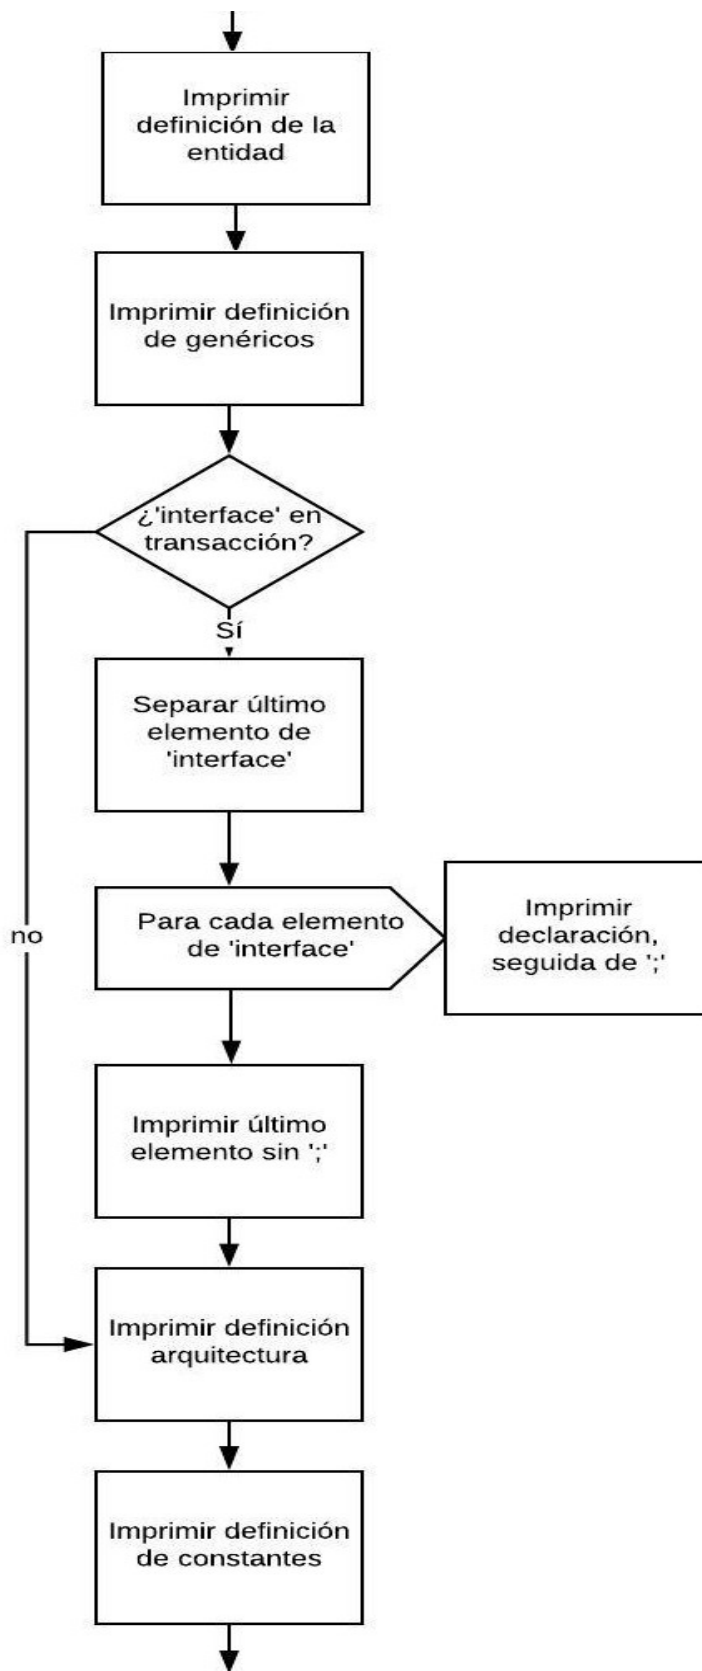 Imprimir
definición de la
entidad
Imprimir definición
de genéricos
¿'interface' en
transacción?
Sí
Separar último
elemento de
'interface'
Para cada elemento
de 'interface'
Imprimir
declaración,
seguida de ';'
no
Imprimir último
elemento sin ';'
Imprimir definición
arquitectura
Imprimir definición
de constantes